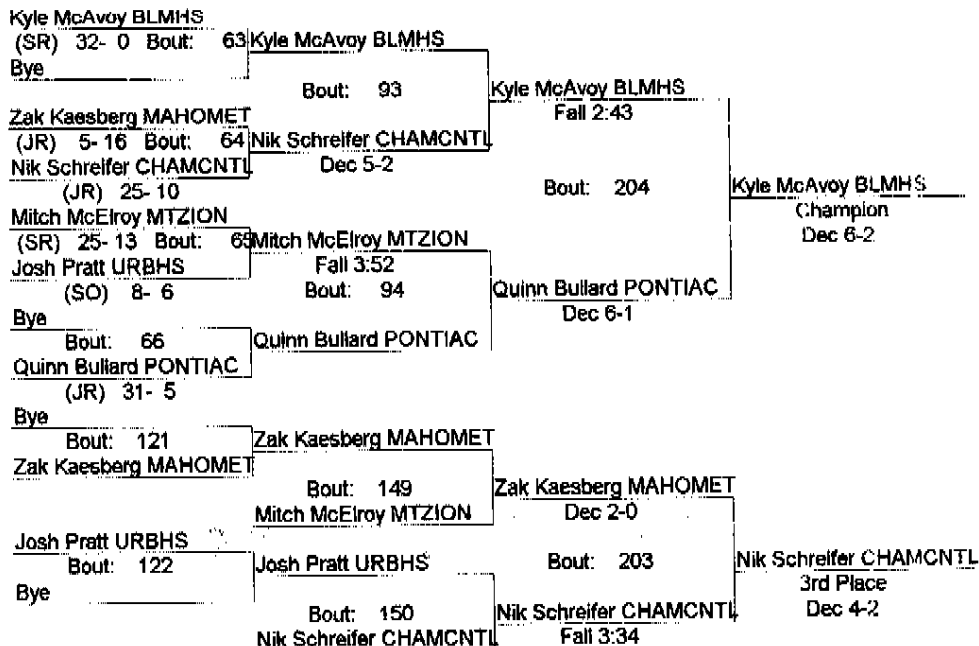 Kyle McAvoy BLMHS
(SR) 32- 0 Bout: 63 Kyle McAvoy BLMHS
Bye
Bout: 93 Kyle McAvoy BLMHS
Fall 2:43
Zak Kaesberg MAHOMET
(JR) 5- 16 Bout: 64 Nik Schreifer CHAMCNTL
Nik Schreifer CHAMCNTL Dec 5-2
(JR) 25- 10
Bout: 204 Kyle McAvoy BLMHS
Champion
Dec 6-2
Mitch McElroy MTZION
(SR) 25- 13 Bout: 65 Mitch McElroy MTZION
Josh Pratt URBHS Fall 3:52
(SO) 8- 6 Bout: 94 Quinn Bullard PONTIAC
Dec 6-1
Bye
Bout: 66 Quinn Bullard PONTIAC
Quinn Bullard PONTIAC
(JR) 31- 5
Bye
Bout: 121 Zak Kaesberg MAHOMET
Zak Kaesberg MAHOMET
Bout: 149 Zak Kaesberg MAHOMET
Mitch McElroy MTZION Dec 2-0
Josh Pratt URBHS
Bout: 122 Josh Pratt URBHS Bout: 203 Nik Schreifer CHAMCNTL
Bye 3rd Place
Bout: 150 Nik Schreifer CHAMCNTL Dec 4-2
Nik Schreifer CHAMCNTL Fall 3:34